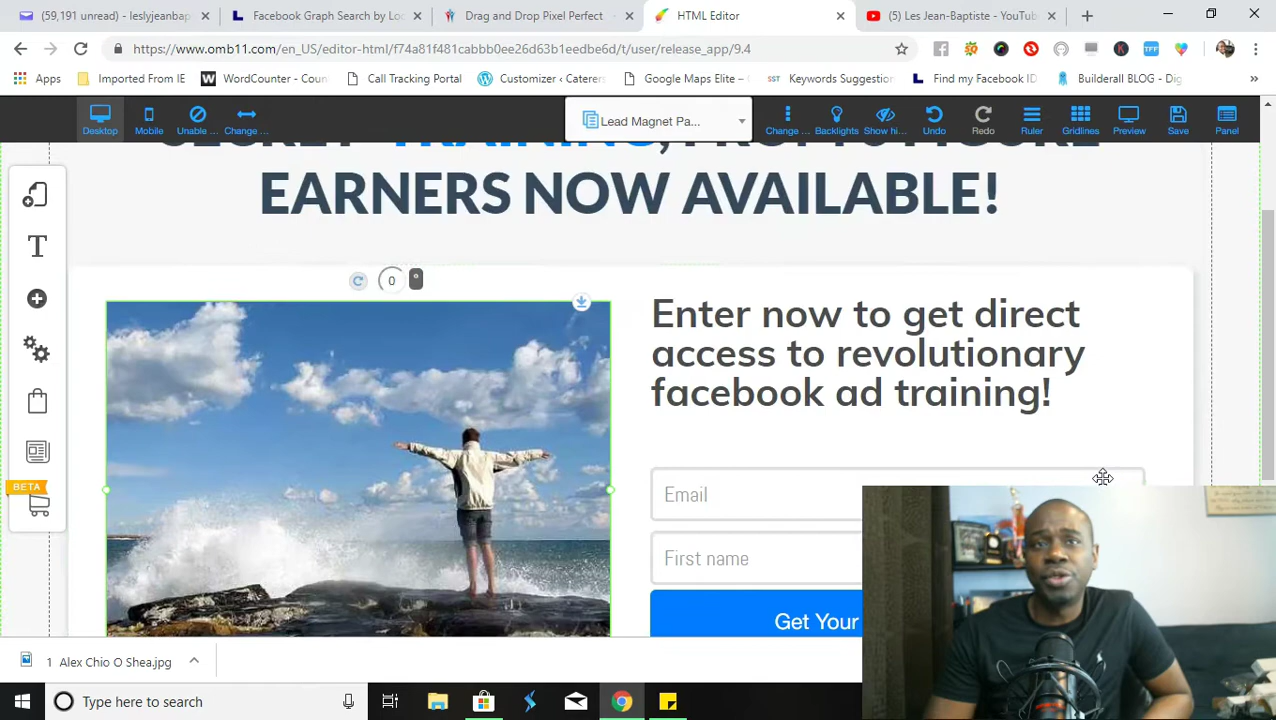 (59,191 unread) - leslyjeanbap
Facebook Graph Search by Lo
Drag and Drop Pixel Perfect
HTML Editor
(5) Les Jean-Baptiste - YouTub
https://www.omb11.com/en_US/editor-html/f74a81f481cabbb0ee26d63b1eedbe6d/t/user/release_app/9.4
Apps
Imported From IE
WordCounter - Coun
Call Tracking Portal
Customizer ‹ Caterers
Google Maps Elite –
SST Keywords Suggestion
Find my Facebook ID
Builderall BLOG - Dig
TFF
Desktop
Mobile
Unable ...
Change ...
Lead Magnet Pa...
Change ...
Backlights
Show hi...
Undo
Redo
Ruler
Gridlines
Preview
Save
Panel
EARNERS NOW AVAILABLE!
0
Enter now to get direct
access to revolutionary
facebook ad training!
Email
First name
Get Your
BETA
1 Alex Chio O Shea.jpg
Type here to search